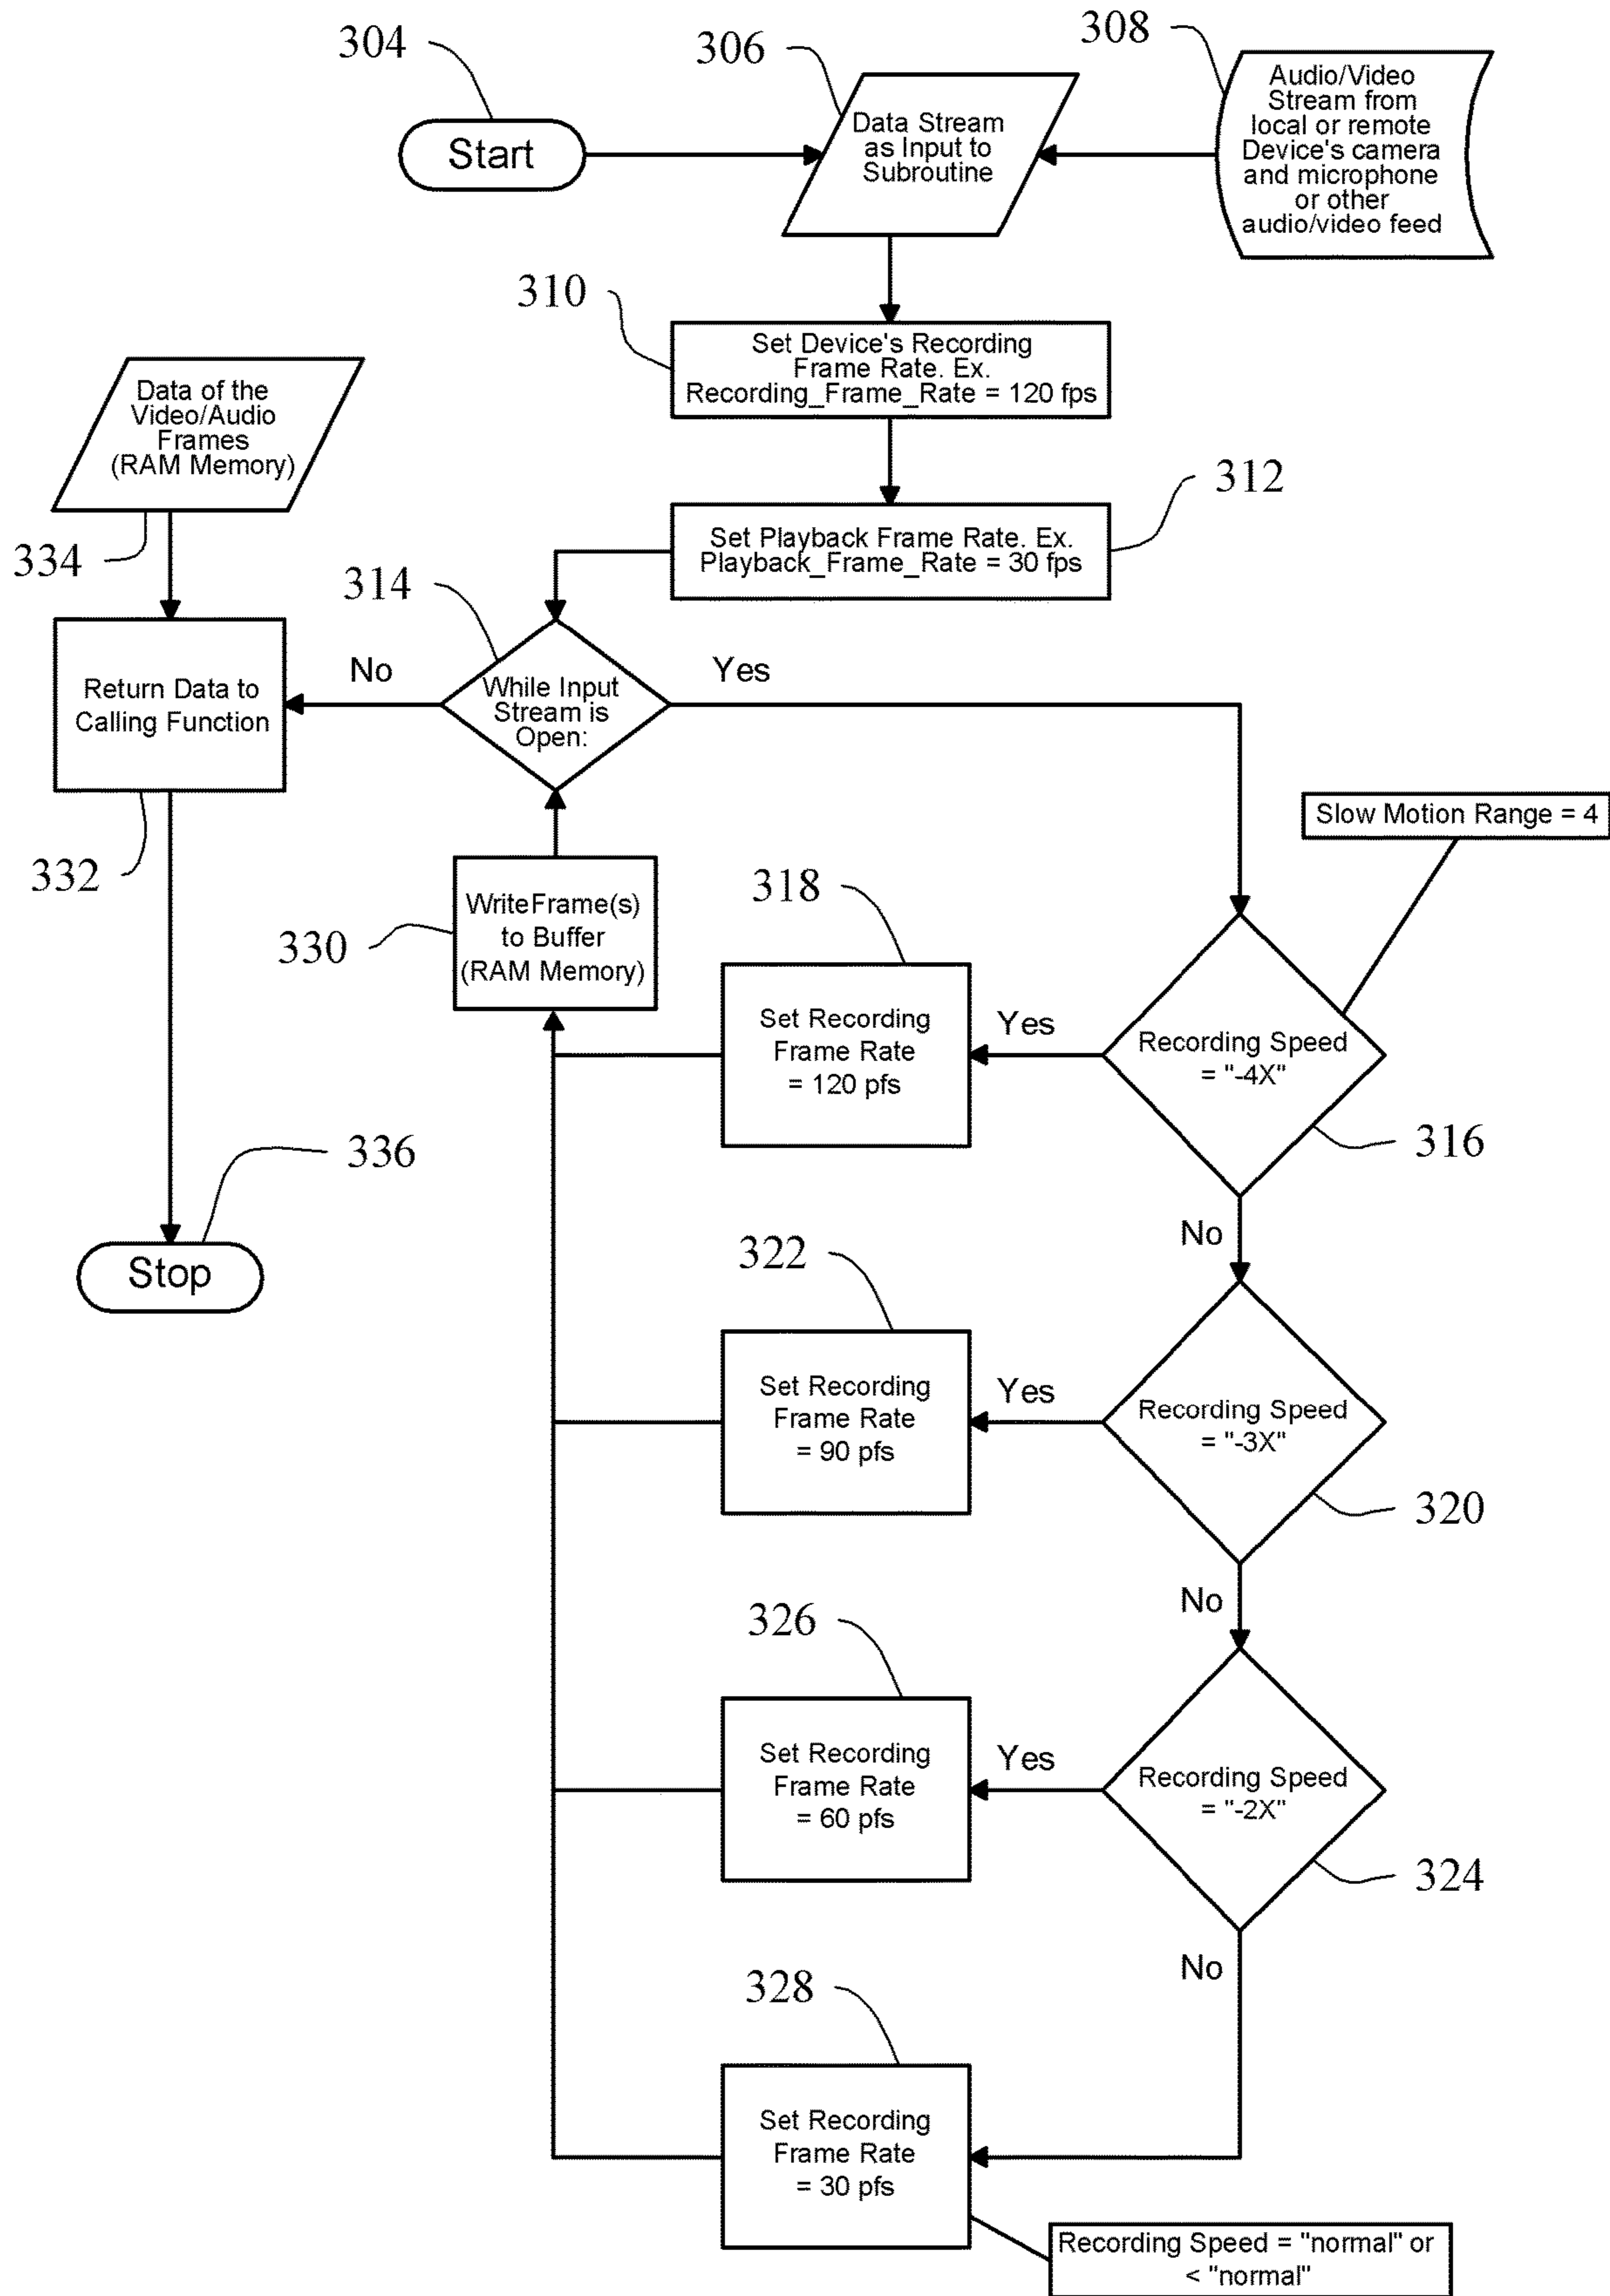 304
Start
306
Data Stream
as Input to
Subroutine
308
Audio/Video
Stream from
local or remote
Device's camera
and microphone
or other
audio/video feed
310
Set Device's Recording
Frame Rate. Ex.
Recording_Frame_Rate = 120 fps
312
Set Playback Frame Rate. Ex.
Playback_Frame_Rate = 30 fps
Data of the
Video/Audio
Frames
(RAM Memory)
334
314
While Input
Stream is
Open:
No
Yes
Return Data to
Calling Function
332
Slow Motion Range = 4
WriteFrame(s)
to Buffer
(RAM Memory)
330
318
Set Recording
Frame Rate
= 120 pfs
Yes
Recording Speed
= "-4X"
316
No
336
Stop
322
Set Recording
Frame Rate
= 90 pfs
Yes
Recording Speed
= "-3X"
320
No
326
Set Recording
Frame Rate
= 60 pfs
Yes
Recording Speed
= "-2X"
324
No
328
Set Recording
Frame Rate
= 30 pfs
Recording Speed = "normal" or
< "normal"